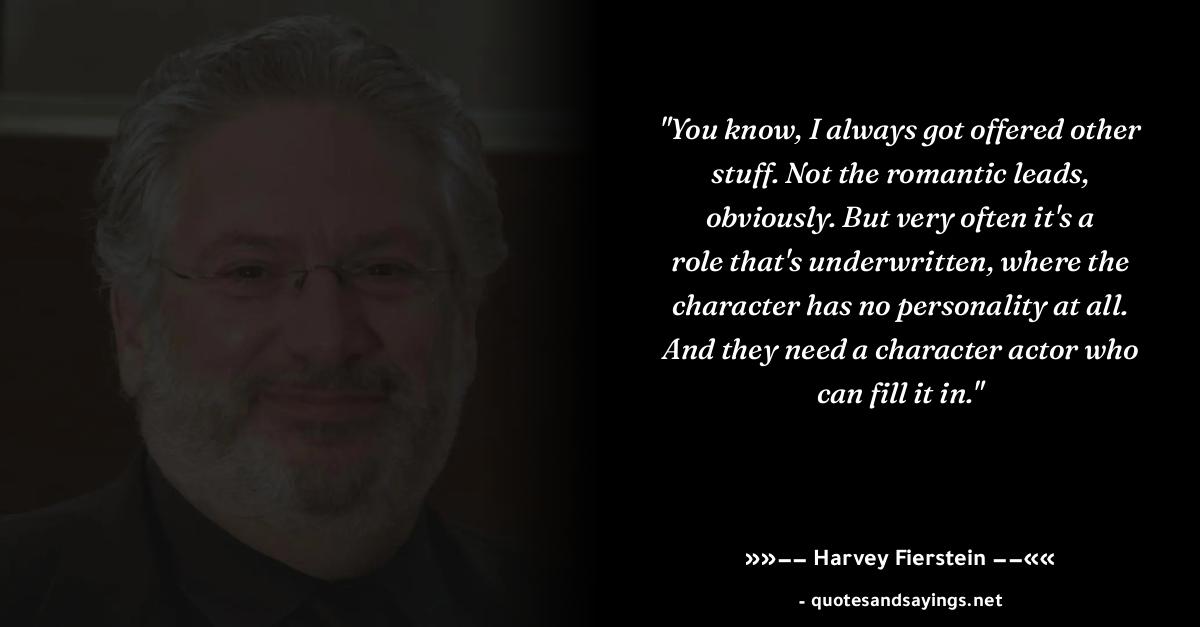 "You know, I always got offered other
stuff. Not the romantic leads,
obviously. But very often it's a
role that's underwritten, where the
character has no personality at all.
And they need a character actor who
can fill it in."
»»−− Harvey Fierstein −−««
- quotesandsayings.net